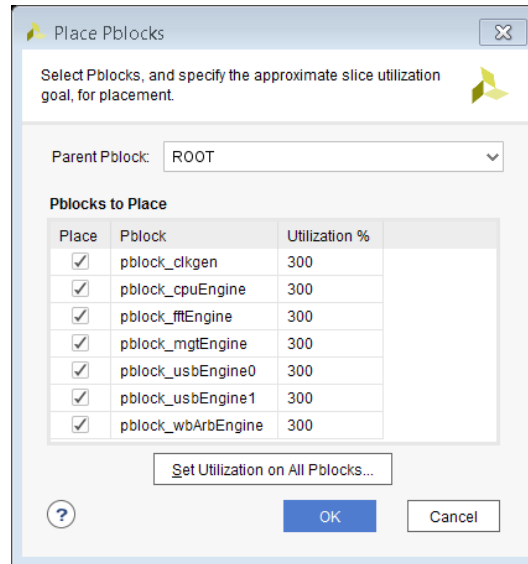 Place Pblocks
Select Pblocks, and specify the approximate slice utilization
goal, for placement.
Parent Pblock: ROOT
Pblocks to Place
Place Pblock Utilization %
pblock_clkgen 300
pblock_cpuEngine 300
pblock_fftEngine 300
pblock_mgtEngine 300
pblock_usbEngine0 300
pblock_usbEngine1 300
pblock_wbArbEngine 300
Set Utilization on All Pblocks...
? OK Cancel